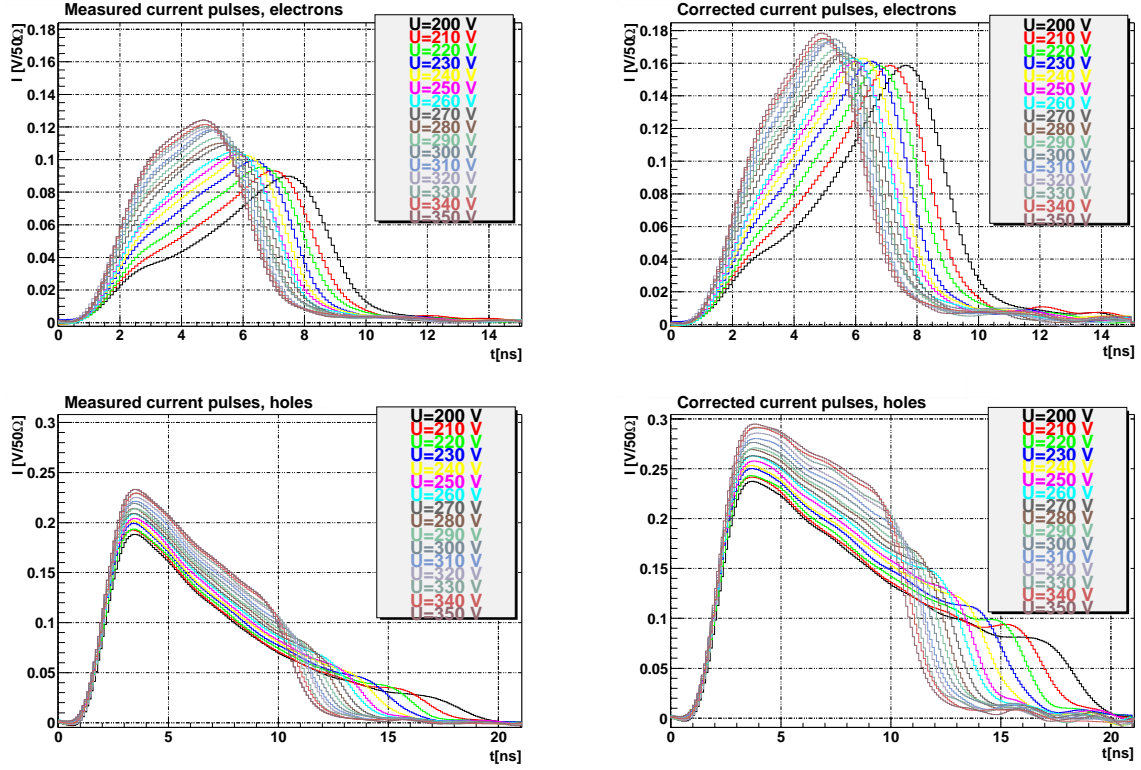 Measured current pulses, electrons
I [V/50Ω]
0.18
0.16
0.14
0.12
0.1
0.08
0.06
0.04
0.02
0
0 2 4 6 8 10 12 14
t[ns]
U=200 V
U=210 V
U=220 V
U=230 V
U=240 V
U=250 V
U=260 V
U=270 V
U=280 V
U=290 V
U=300 V
U=310 V
U=320 V
U=330 V
U=340 V
U=350 V
Corrected current pulses, electrons
I [V/50Ω]
0.18
0.16
0.14
0.12
0.1
0.08
0.06
0.04
0.02
0
0 2 4 6 8 10 12 14
t[ns]
U=200 V
U=210 V
U=220 V
U=230 V
U=240 V
U=250 V
U=260 V
U=270 V
U=280 V
U=290 V
U=300 V
U=310 V
U=320 V
U=330 V
U=340 V
U=350 V
Measured current pulses, holes
I [V/50Ω]
0.3
0.25
0.2
0.15
0.1
0.05
0
0 5 10 15 20
t[ns]
U=200 V
U=210 V
U=220 V
U=230 V
U=240 V
U=250 V
U=260 V
U=270 V
U=280 V
U=290 V
U=300 V
U=310 V
U=320 V
U=330 V
U=340 V
U=350 V
Corrected current pulses, holes
I [V/50Ω]
0.3
0.25
0.2
0.15
0.1
0.05
0
0 5 10 15 20
t[ns]
U=200 V
U=210 V
U=220 V
U=230 V
U=240 V
U=250 V
U=260 V
U=270 V
U=280 V
U=290 V
U=300 V
U=310 V
U=320 V
U=330 V
U=340 V
U=350 V